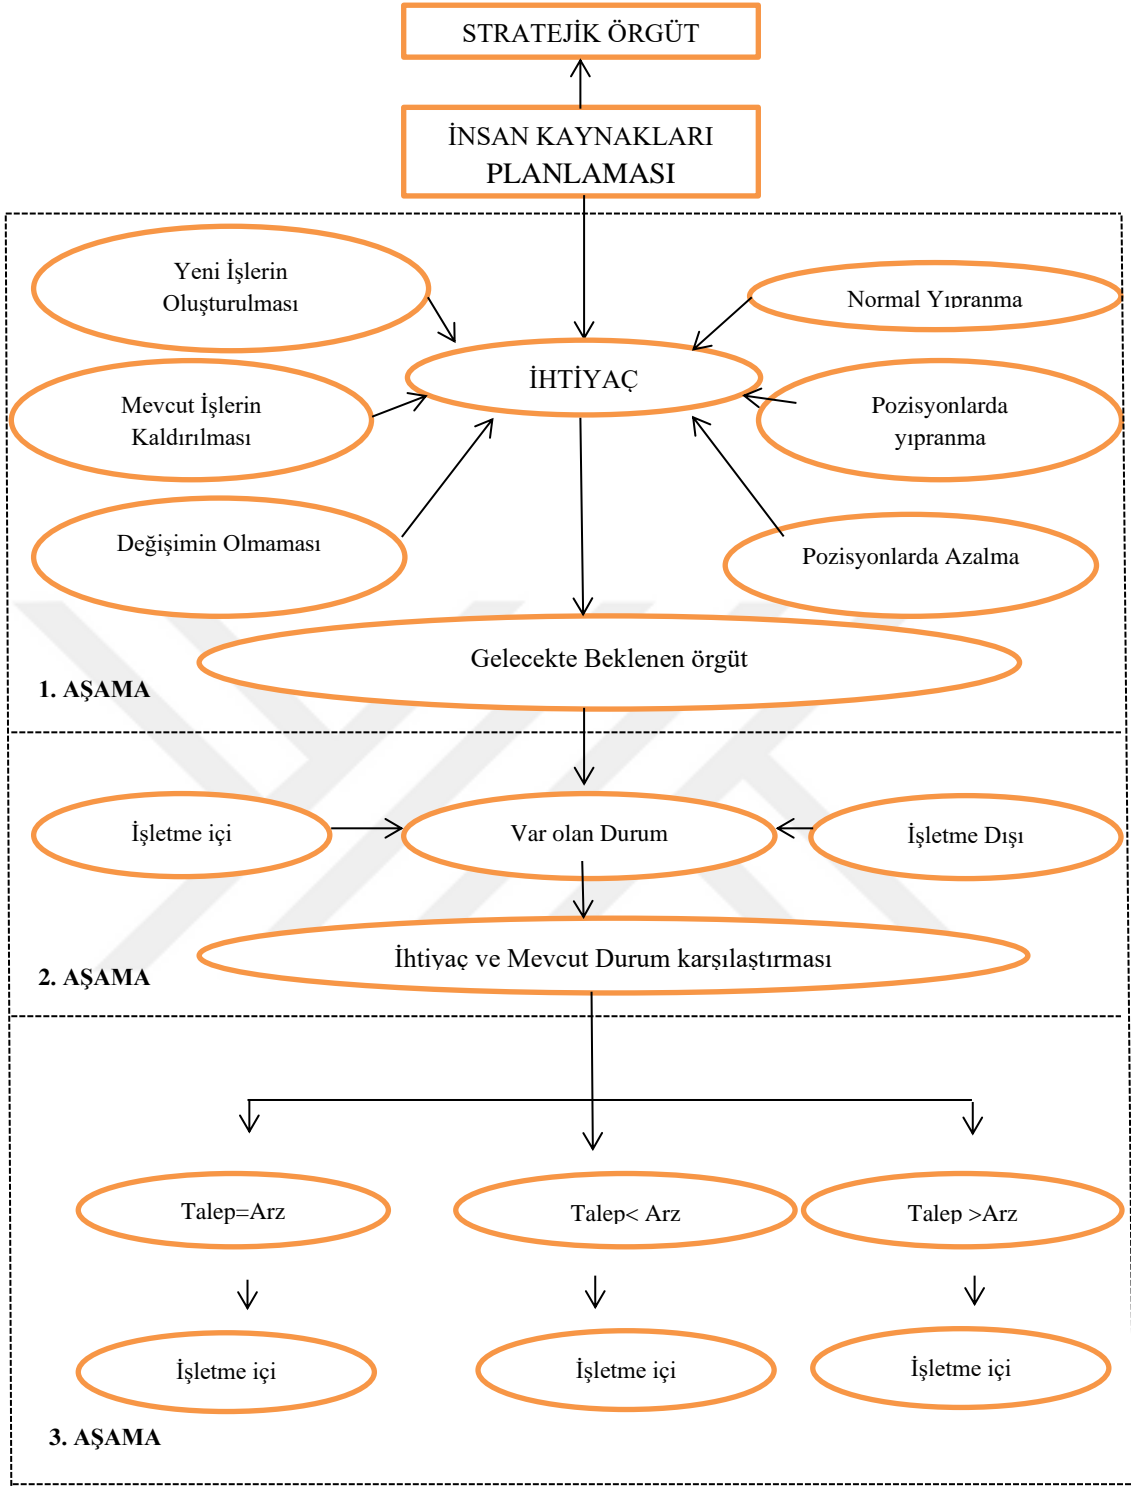 STRATEJİK ÖRGÜT
İNSAN KAYNAKLARI
PLANLAMASI
Yeni İşlerin
Oluşturulması
Normal Yıpranma
İHTİYAÇ
Mevcut İşlerin
Kaldırılması
Pozisyonlarda
yıpranma
Değişimin Olmaması
Pozisyonlarda Azalma
Gelecekte Beklenen örgüt
1. AŞAMA
İşletme içi
Var olan Durum
İşletme Dışı
İhtiyaç ve Mevcut Durum karşılaştırması
2. AŞAMA
Talep=Arz
Talep< Arz
Talep >Arz
İşletme içi
İşletme içi
İşletme içi
3. AŞAMA